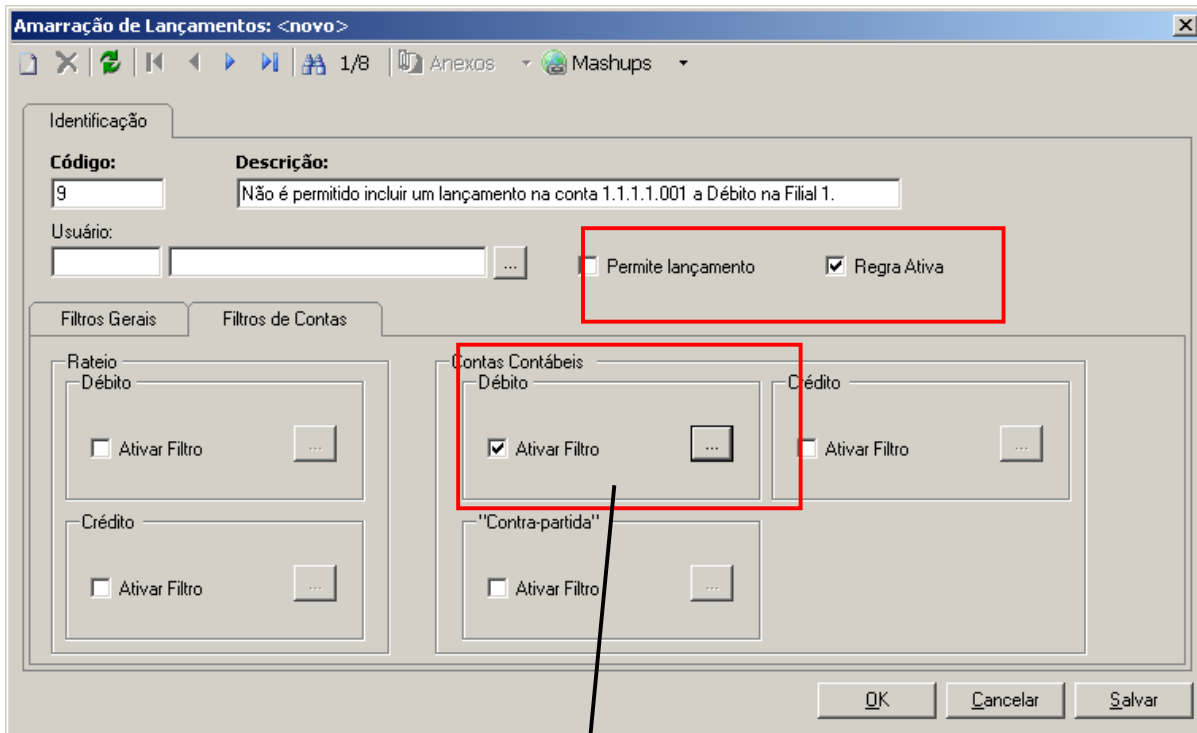 Amarração de Lançamentos: <novo>
1/8 Anexos Mashups
Identificação
Código: Descrição:
9 Não é permitido incluir um lançamento na conta 1.1.1.1.001 a Débito na Filial 1.
Usuário:
... Permite lançamento Regra Ativa
Filtros Gerais Filtros de Contas
Rateio Contas Contábeis
Débito Débito Crédito
Ativar Filtro ... Ativar Filtro ... Ativar Filtro ...
Crédito "Contra-partida"
Ativar Filtro ... Ativar Filtro ...
OK Cancelar Salvar